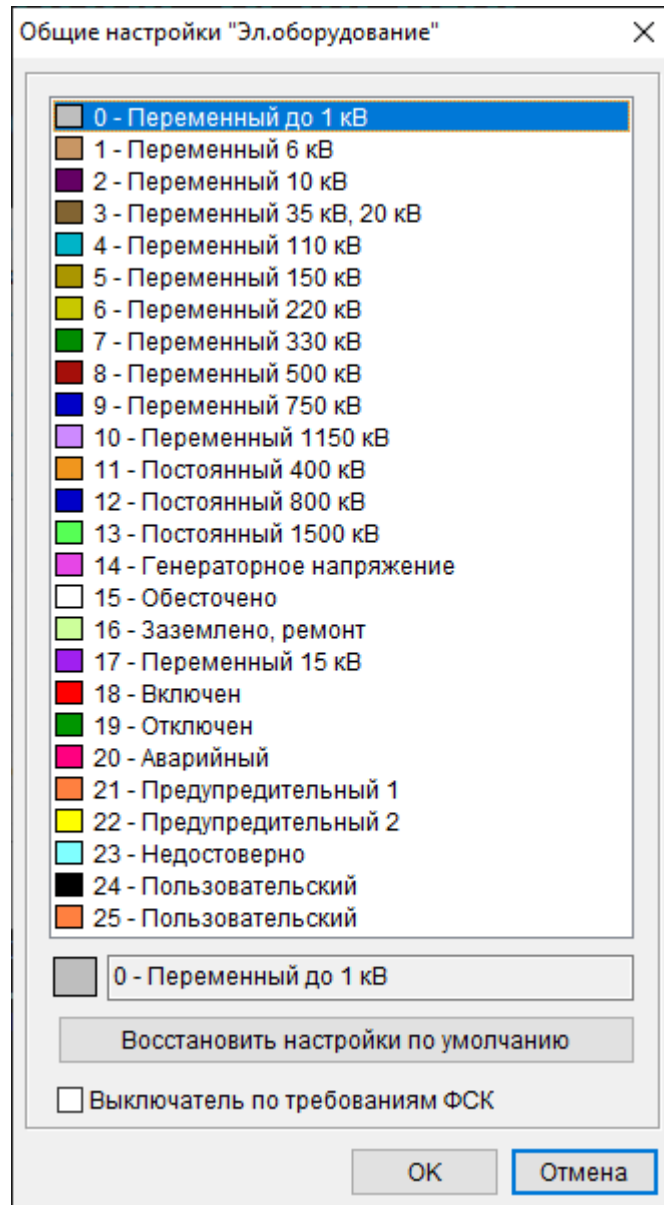 Общие настройки "Эл.оборудование"
0 - Переменный до 1 кВ
1 - Переменный 6 кВ
2 - Переменный 10 кВ
3 - Переменный 35 кВ, 20 кВ
4 - Переменный 110 кВ
5 - Переменный 150 кВ
6 - Переменный 220 кВ
7 - Переменный 330 кВ
8 - Переменный 500 кВ
9 - Переменный 750 кВ
10 - Переменный 1150 кВ
11 - Постоянный 400 кВ
12 - Постоянный 800 кВ
13 - Постоянный 1500 кВ
14 - Генераторное напряжение
15 - Обесточено
16 - Заземлено, ремонт
17 - Переменный 15 кВ
18 - Включен
19 - Отключен
20 - Аварийный
21 - Предупредительный 1
22 - Предупредительный 2
23 - Недостоверно
24 - Пользовательский
25 - Пользовательский
0 - Переменный до 1 кВ
Восстановить настройки по умолчанию
Выключатель по требованиям ФСК
OK Отмена